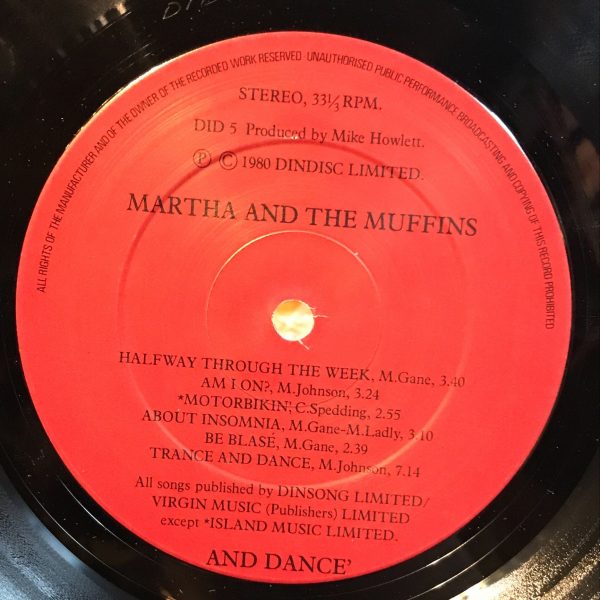 DID
ALL RIGHTS OF THE MANUFACTURER AND OF THE OWNER OF THE RECORDED WORK RESERVED · UNAUTHORISED PUBLIC PERFORMANCE BROADCASTING AND COPYING OF THIS RECORD PROHIBITED
STEREO, 33⅓ RPM.
DID 5 Produced by Mike Howlett.
Ⓟ © 1980 DINDISC LIMITED.
MARTHA AND THE MUFFINS
HALFWAY THROUGH THE WEEK, M.Gane, 3.40
AM I ON?, M.Johnson, 3.24
*MOTORBIKIN', C.Spedding, 2.55
ABOUT INSOMNIA, M.Gane-M.Ladly, 3.10
BE BLASÉ, M.Gane, 2.39
TRANCE AND DANCE, M.Johnson, 7.14
All songs published by DINSONG LIMITED/
VIRGIN MUSIC (Publishers) LIMITED
except *ISLAND MUSIC LIMITED.
AND DANCE'